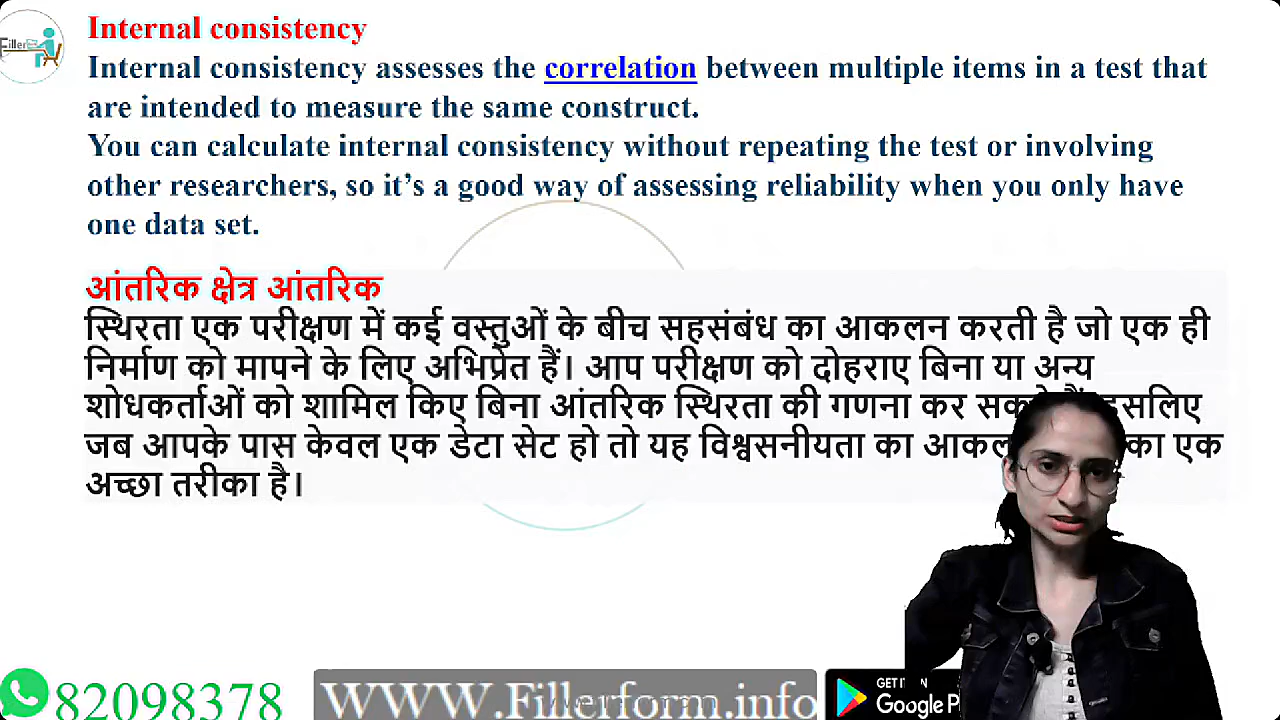 Filler
Internal consistency
Internal consistency assesses the correlation between multiple items in a test that
are intended to measure the same construct.
You can calculate internal consistency without repeating the test or involving
other researchers, so it’s a good way of assessing reliability when you only have
one data set.
आंतरिक क्षेत्र आंतरिक
स्थिरता एक परीक्षण में कई वस्तुओं के बीच सहसंबंध का आकलन करती है जो एक ही
निर्माण को मापने के लिए अभिप्रेत हैं। आप परीक्षण को दोहराए बिना या अन्य
शोधकर्ताओं को शामिल किए बिना आंतरिक स्थिरता की गणना कर
जब आपके पास केवल एक डेटा सेट हो तो यह विश्वसनीयता का का एक
अच्छा तरीका है।
82098378
WWW.Fillerform.info
GET IT
Google